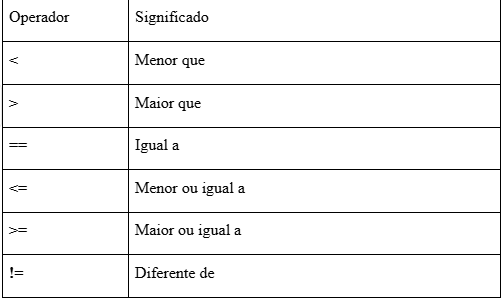 Operador Significado
< Menor que
> Maior que
== Igual a
<= Menor ou igual a
>= Maior ou igual a
!= Diferente de